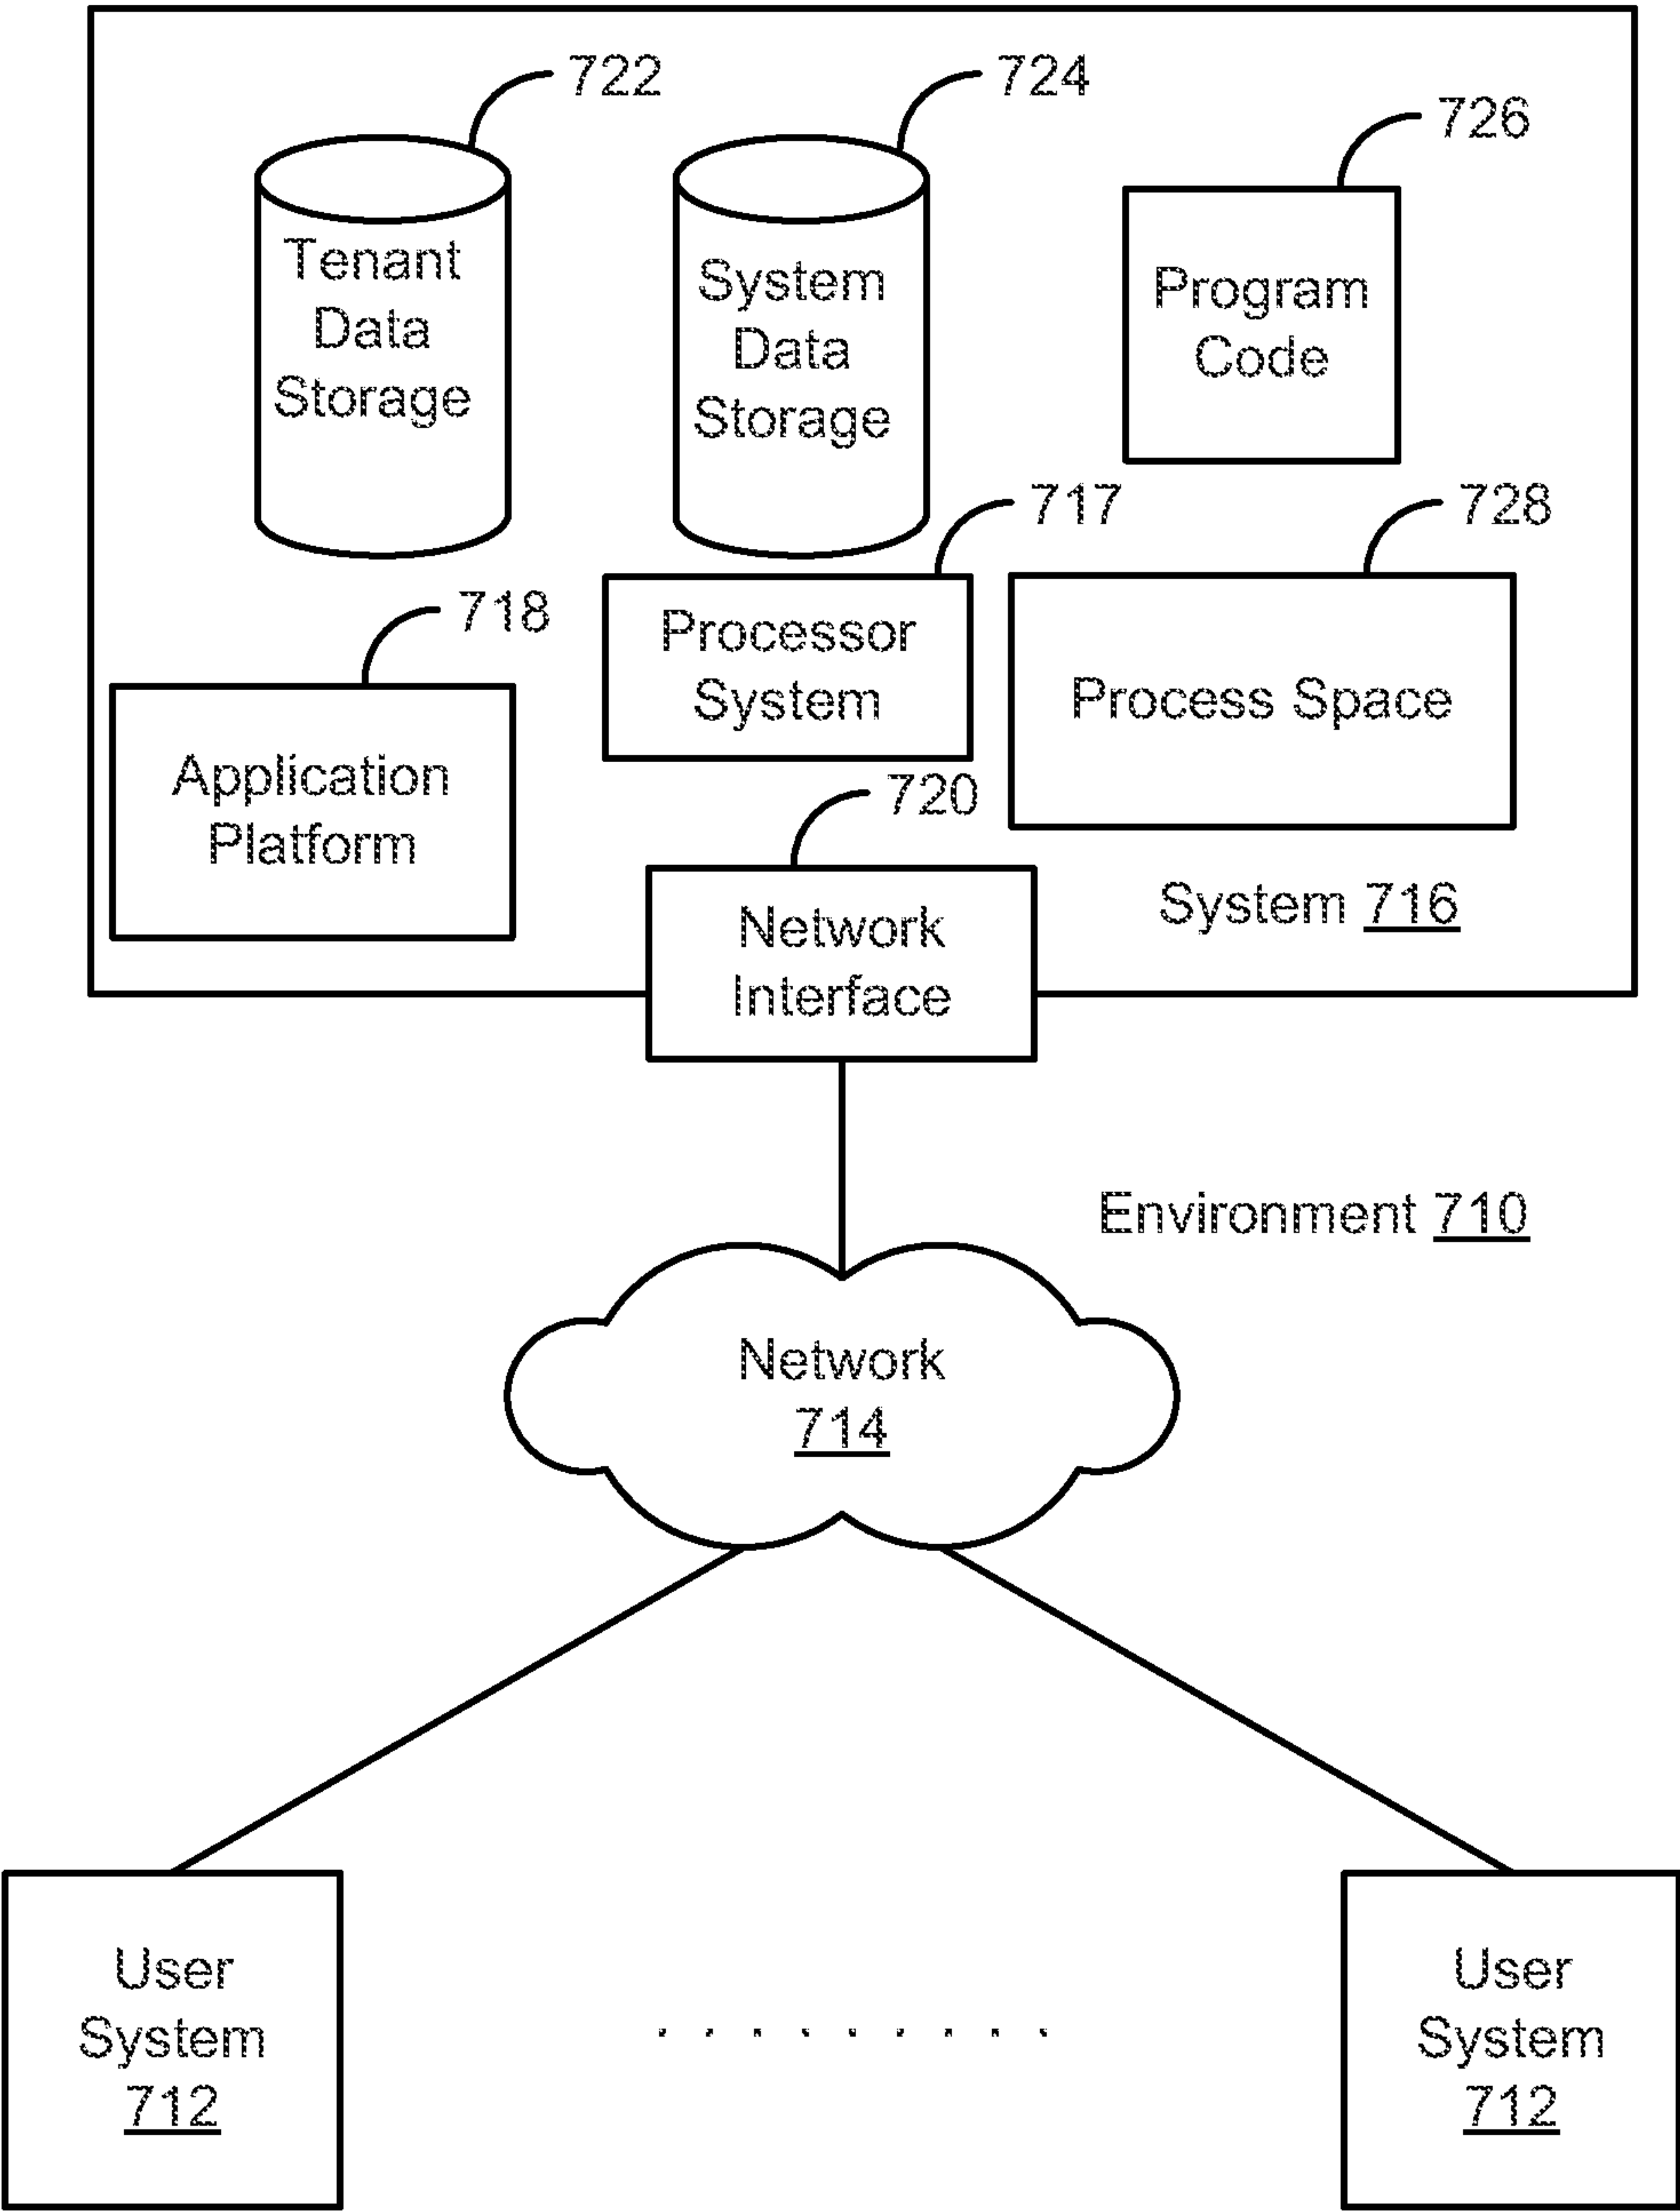 722
724
726
Tenant
Data
Storage
System
Data
Storage
Program
Code
717
728
718
Processor
System
Process Space
Application
Platform
720
System 716
Network
Interface
Environment 710
Network
714
User
System
712
User
System
712